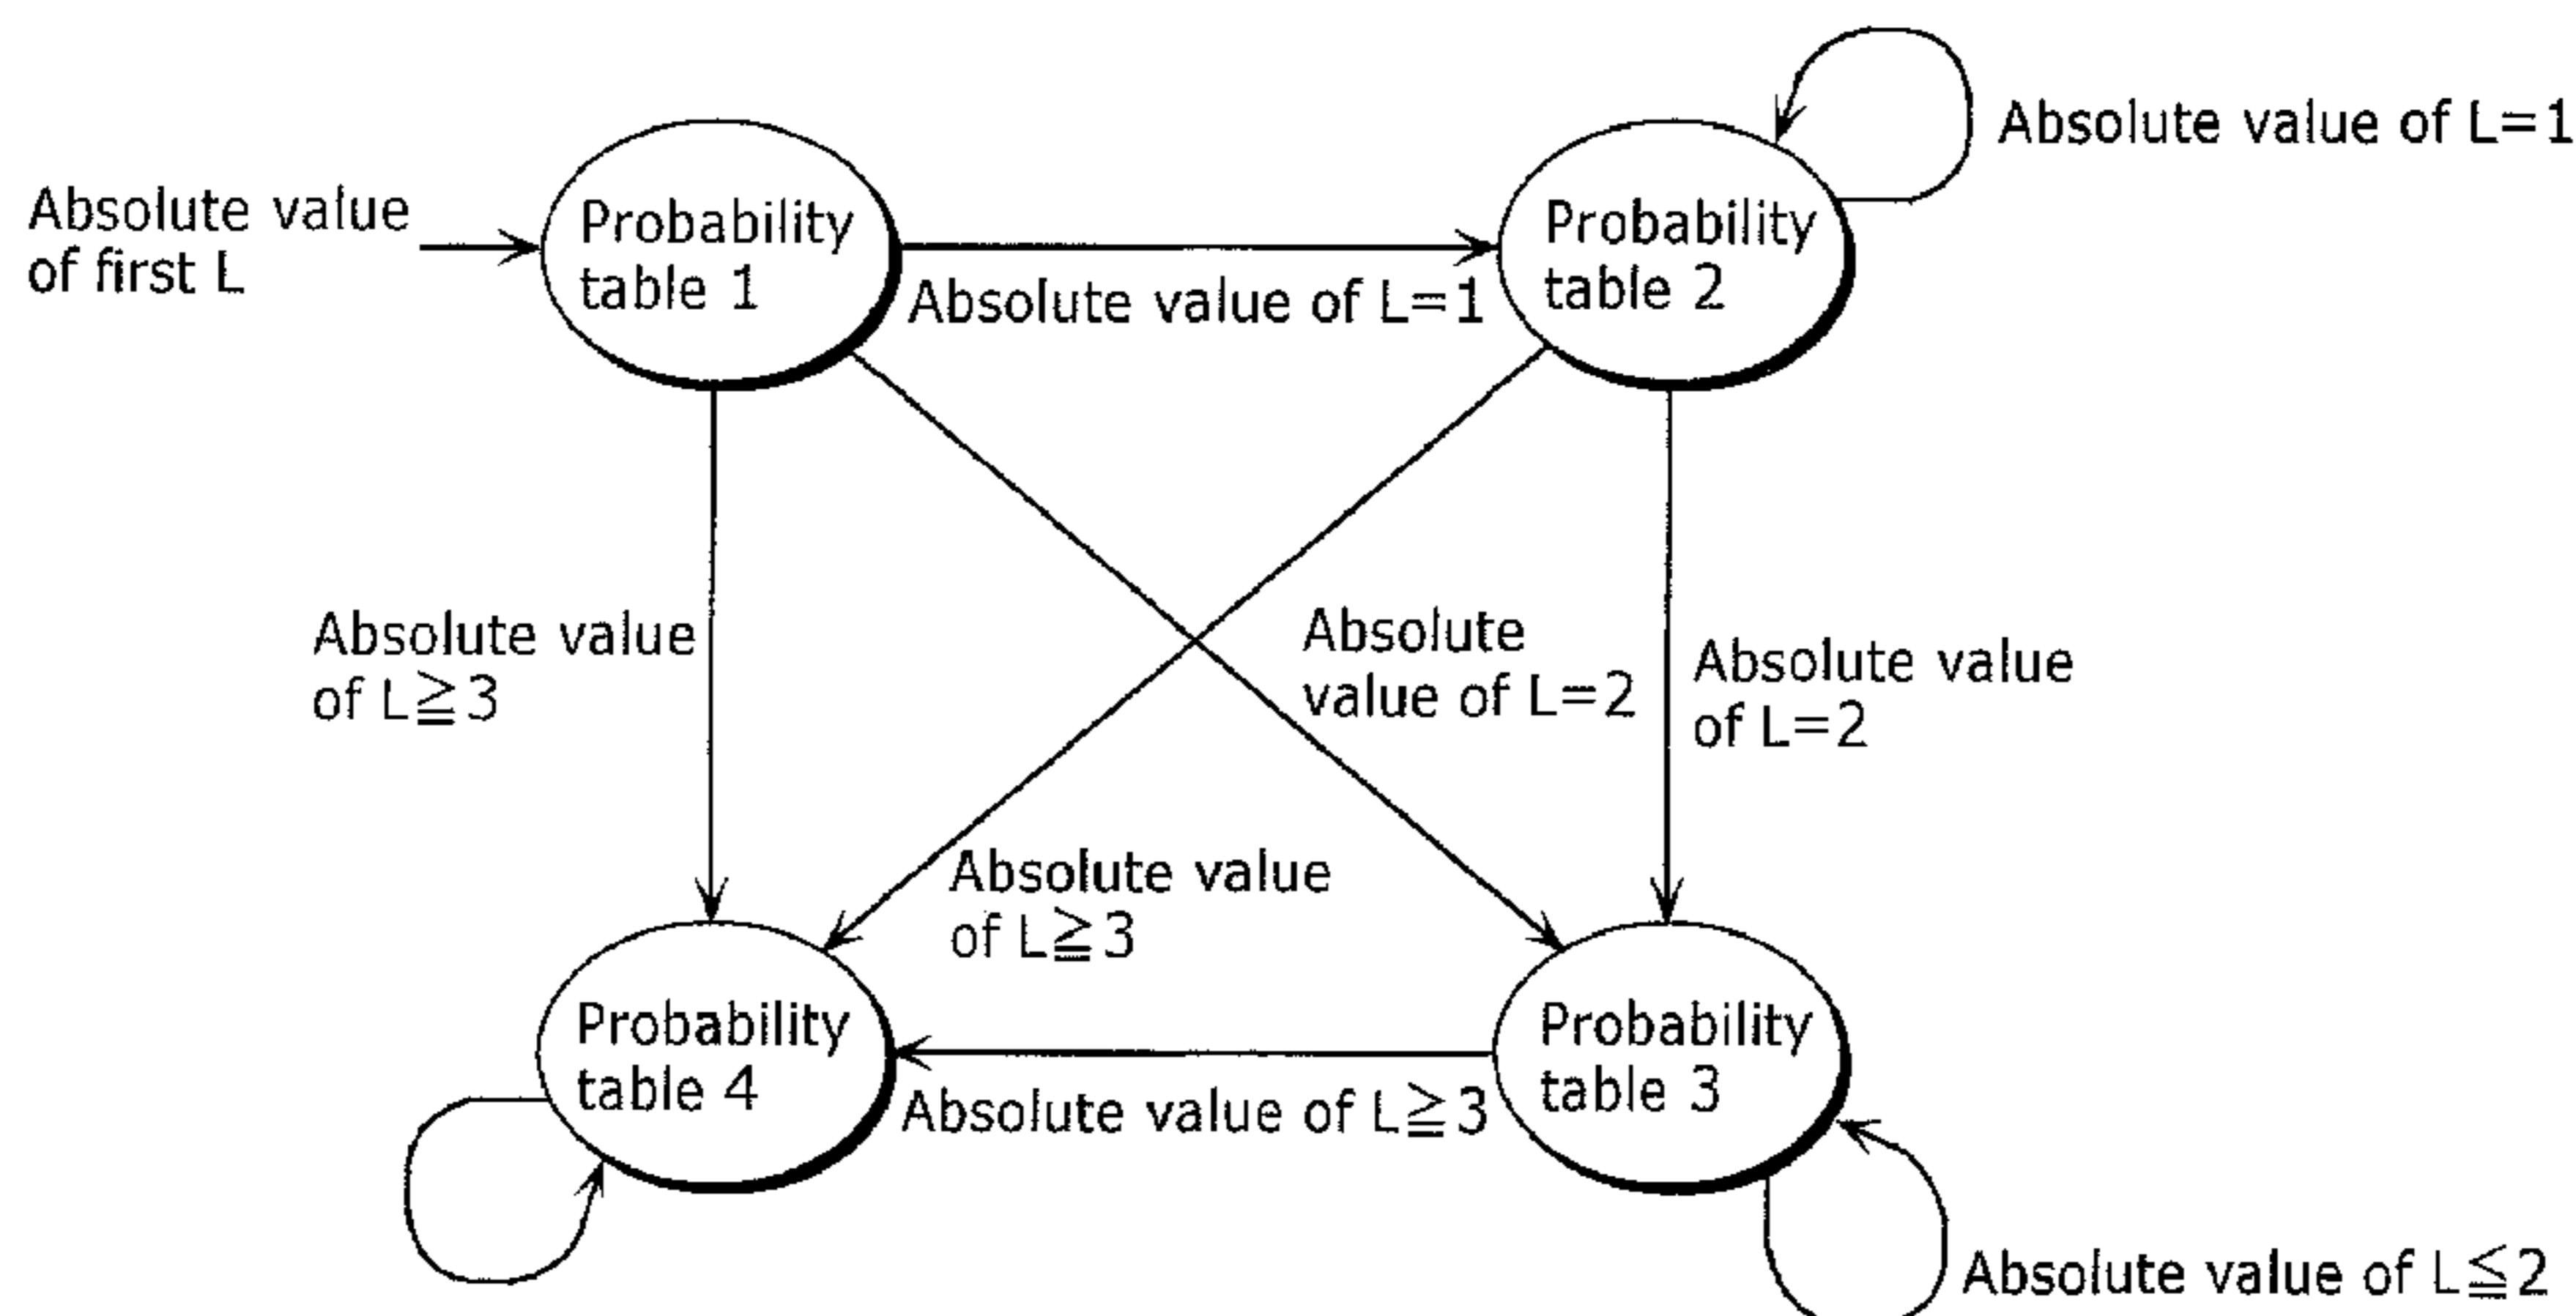 Absolute value
of first L
Probability
table 1
Absolute value of L=1
Probability
table 2
Absolute value of L=1
Absolute value
of L≧3
Absolute
value of L=2
Absolute value
of L=2
Absolute value
of L≧3
Probability
table 4
Absolute value of L≧3
Probability
table 3
Absolute value of L≦2